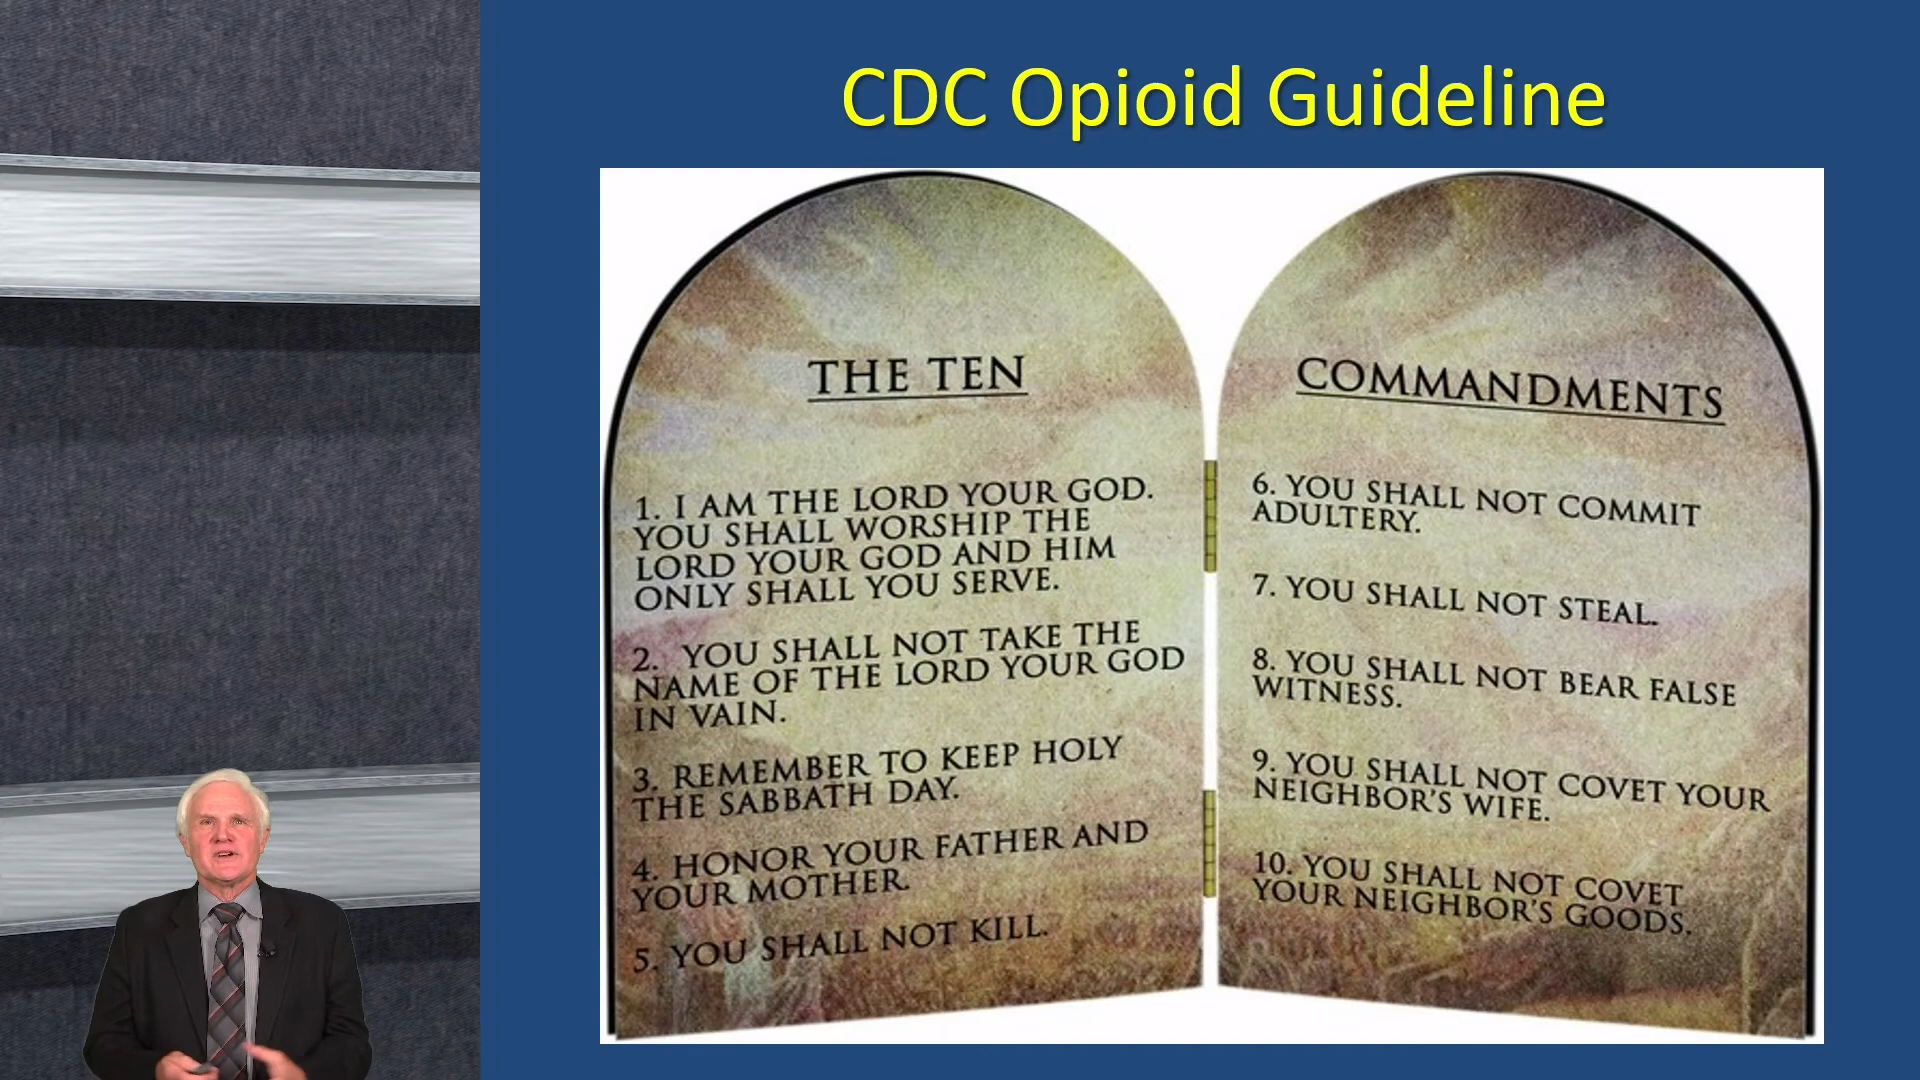 CDC Opioid Guideline
THE TEN
1. I AM THE LORD YOUR GOD.
YOU SHALL WORSHIP THE
LORD YOUR GOD AND HIM
ONLY SHALL YOU SERVE.
2. YOU SHALL NOT TAKE THE
NAME OF THE LORD YOUR GOD
IN VAIN.
3. REMEMBER TO KEEP HOLY
THE SABBATH DAY.
4. HONOR YOUR FATHER AND
YOUR MOTHER.
5. YOU SHALL NOT KILL.
COMMANDMENTS
6. YOU SHALL NOT COMMIT
ADULTERY.
7. YOU SHALL NOT STEAL.
8. YOU SHALL NOT BEAR FALSE
WITNESS.
9. YOU SHALL NOT COVET YOUR
NEIGHBOR'S WIFE.
10. YOU SHALL NOT COVET
YOUR NEIGHBOR'S GOODS.